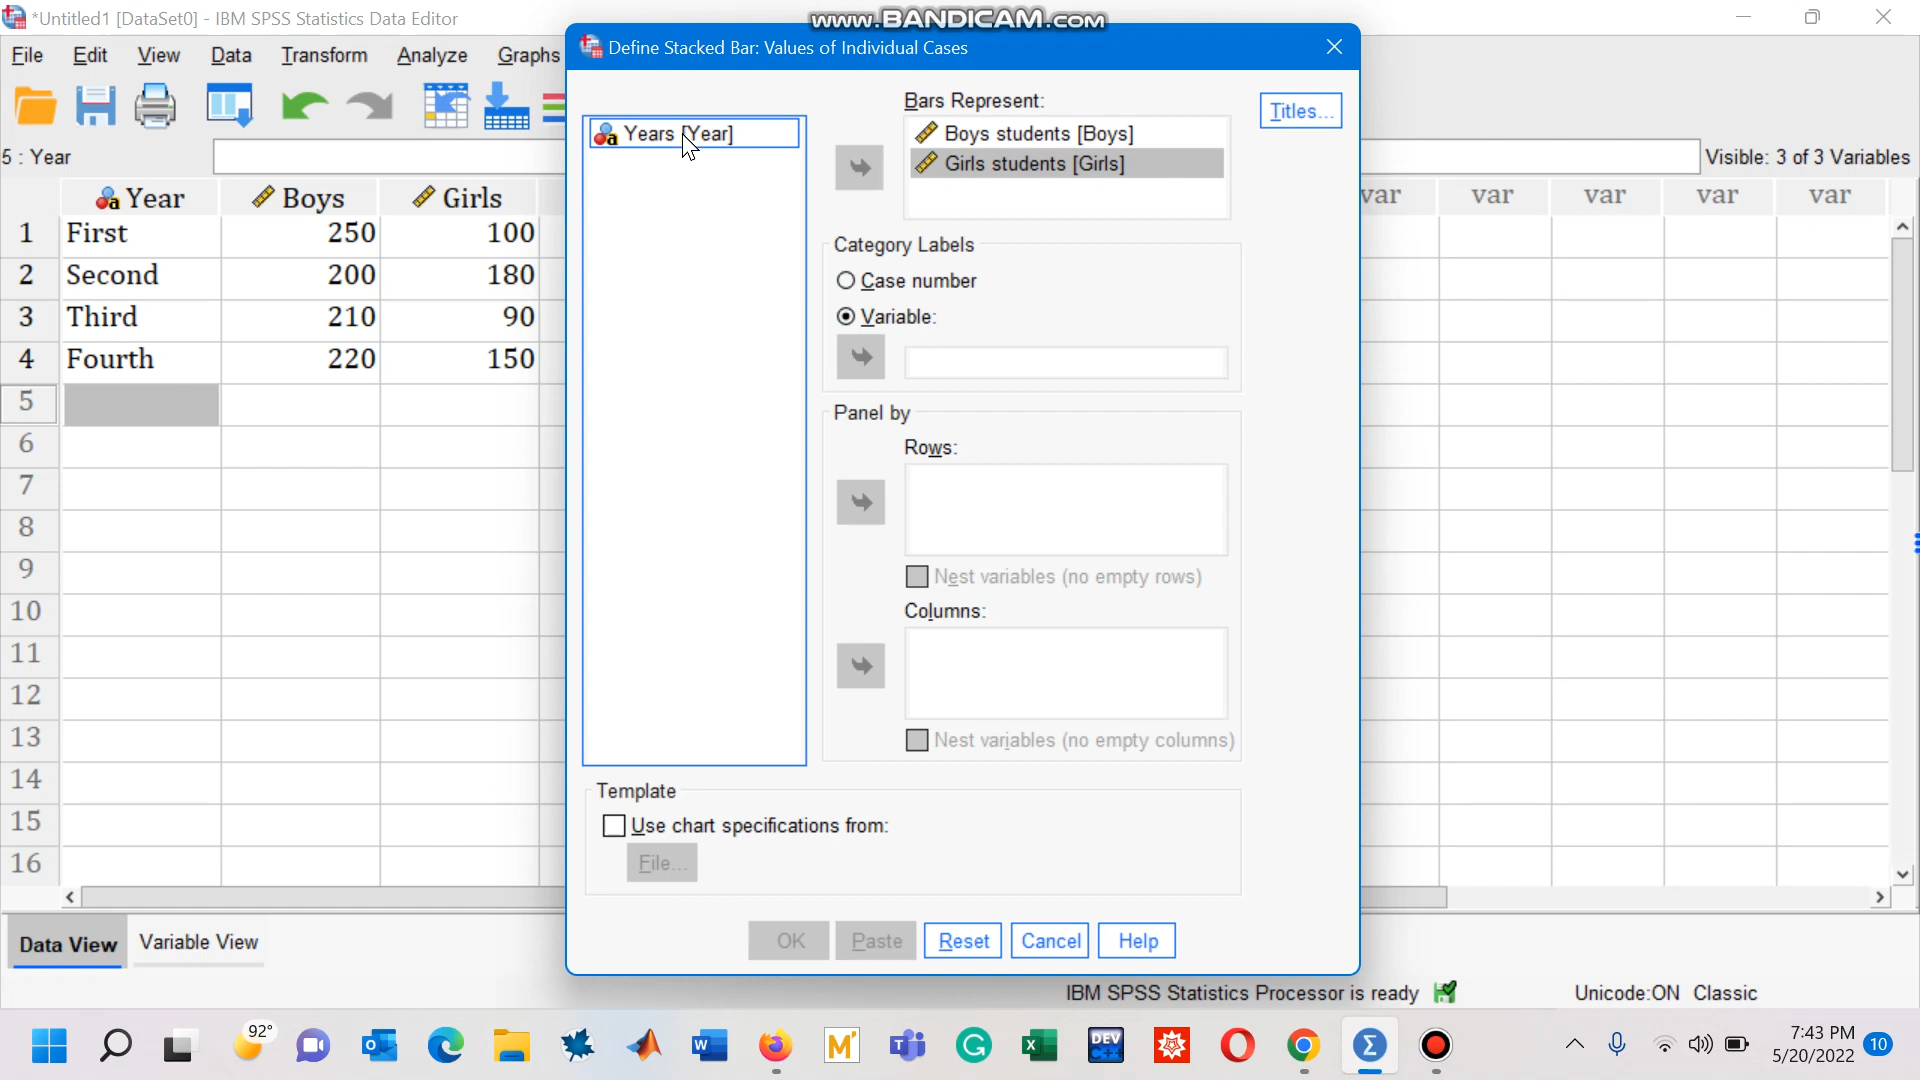 *Untitled1 [DataSet0] - IBM SPSS Statistics Data Editor
www.BANDICAM.com
File Edit View Data Transform Analyze Graphs
Define Stacked Bar: Values of Individual Cases
5 : Year
Visible: 3 of 3 Variables
Year Boys Girls
var var var var var
1 First 250 100
2 Second 200 180
3 Third 210 90
4 Fourth 220 150
5
6
7
8
9
10
11
12
13
14
15
16
Years [Year]
Bars Represent:
Boys students [Boys]
Girls students [Girls]
Titles...
Category Labels
Case number
Variable:
Panel by
Rows:
Nest variables (no empty rows)
Columns:
Nest variables (no empty columns)
Template
Use chart specifications from:
File...
OK Paste Reset Cancel Help
Data View Variable View
IBM SPSS Statistics Processor is ready
Unicode:ON Classic
92°
DEV C++
7:43 PM
5/20/2022
10